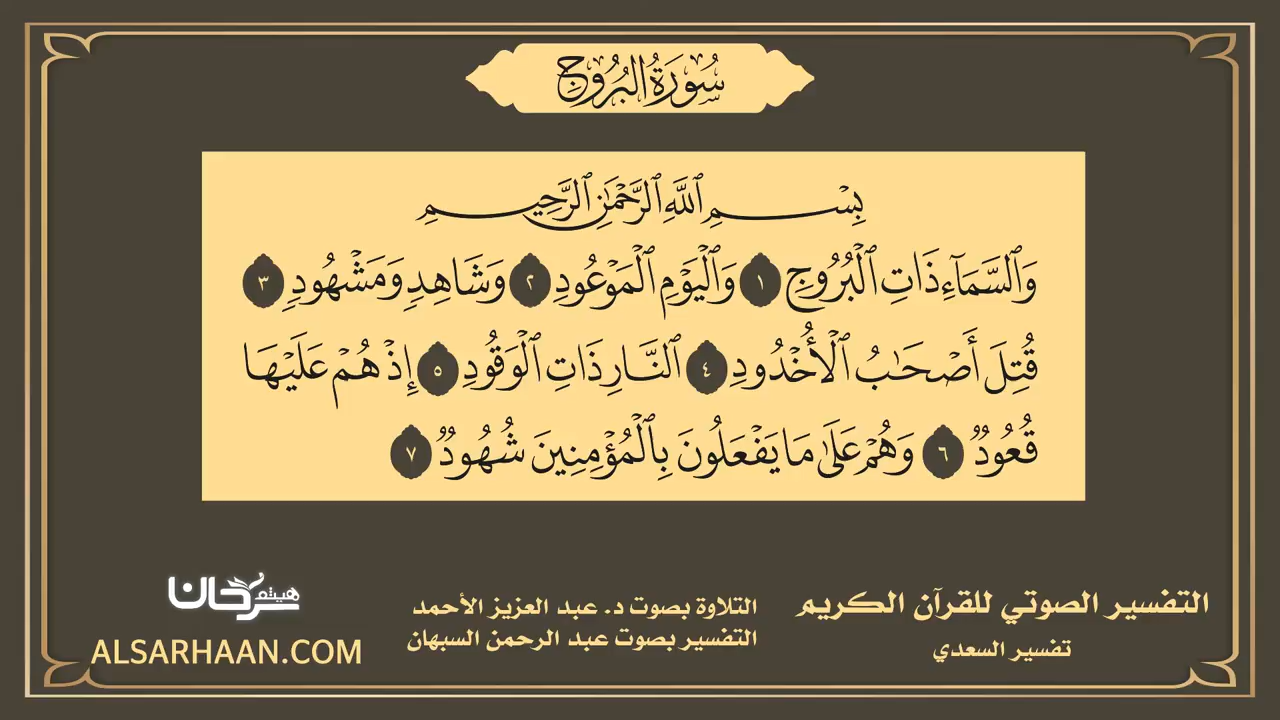 سُورَةُ البُرُوجِ
بِسْمِ ٱللَّهِ ٱلرَّحْمَٰنِ ٱلرَّحِيمِ
وَٱلسَّمَآءِ ذَاتِ ٱلْبُرُوجِ ١ وَٱلْيَوْمِ ٱلْمَوْعُودِ ٢ وَشَاهِدٍ وَمَشْهُودٍ ٣
قُتِلَ أَصْحَٰبُ ٱلْأُخْدُودِ ٤ ٱلنَّارِ ذَاتِ ٱلْوَقُودِ ٥ إِذْ هُمْ عَلَيْهَا
قُعُودٌ ٦ وَهُمْ عَلَىٰ مَا يَفْعَلُونَ بِٱلْمُؤْمِنِينَ شُهُودٌ ٧
التفسير الصوتي للقرآن الكريم
تفسير السعدي
التلاوة بصوت د. عبد العزيز الأحمد
التفسير بصوت عبد الرحمن السبهان
هيثم سرحان
ALSARHAAN.COM